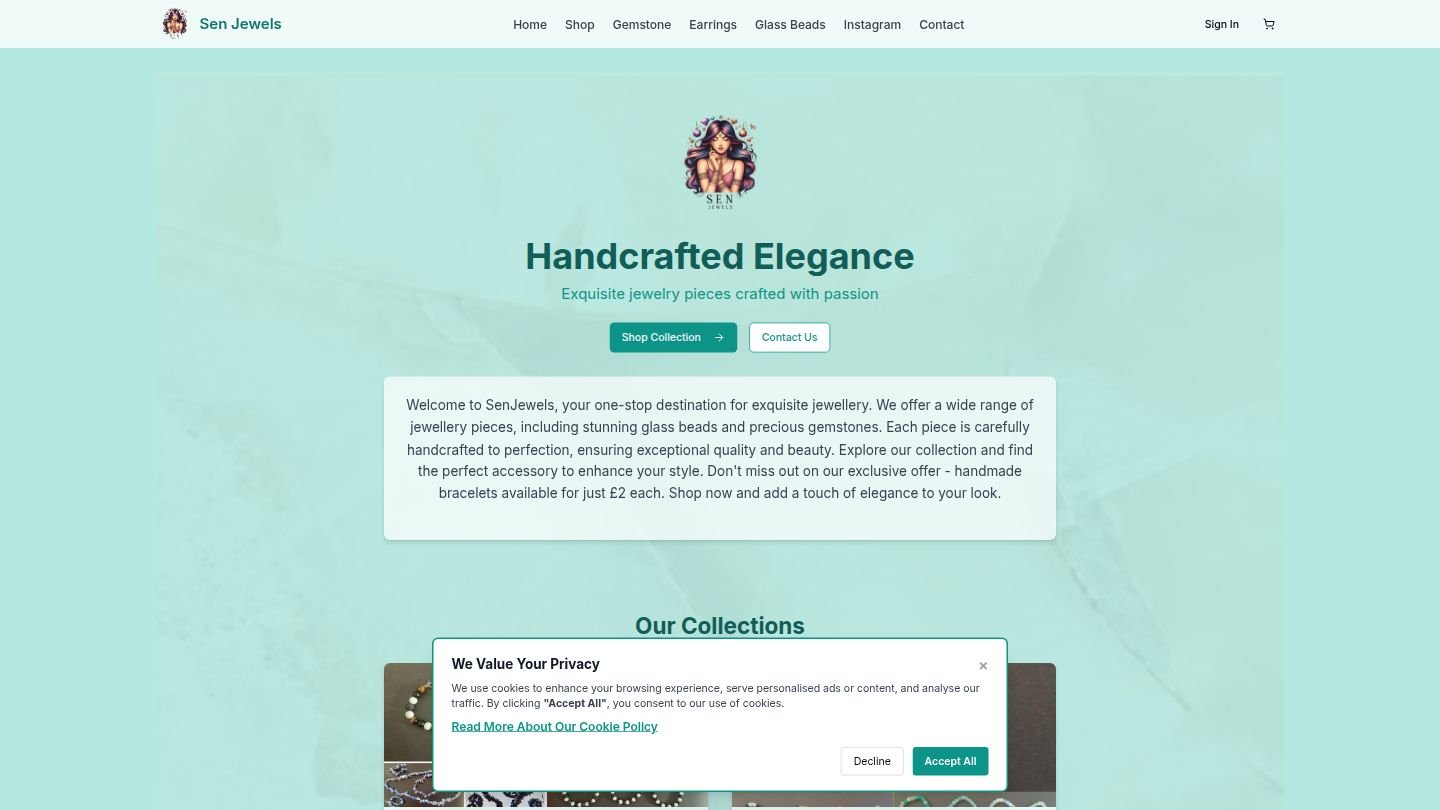 Sen Jewels
Home
Shop
Gemstone
Earrings
Glass Beads
Instagram
Contact
Sign In
SEN
JEWELS
Handcrafted Elegance
Exquisite jewelry pieces crafted with passion
Shop Collection
Contact Us
Welcome to SenJewels, your one-stop destination for exquisite jewellery. We offer a wide range of
jewellery pieces, including stunning glass beads and precious gemstones. Each piece is carefully
handcrafted to perfection, ensuring exceptional quality and beauty. Explore our collection and find
the perfect accessory to enhance your style. Don't miss out on our exclusive offer - handmade
bracelets available for just £2 each. Shop now and add a touch of elegance to your look.
Our Collections
We Value Your Privacy
×
We use cookies to enhance your browsing experience, serve personalised ads or content, and analyse our
traffic. By clicking "Accept All", you consent to our use of cookies.
Read More About Our Cookie Policy
Decline
Accept All